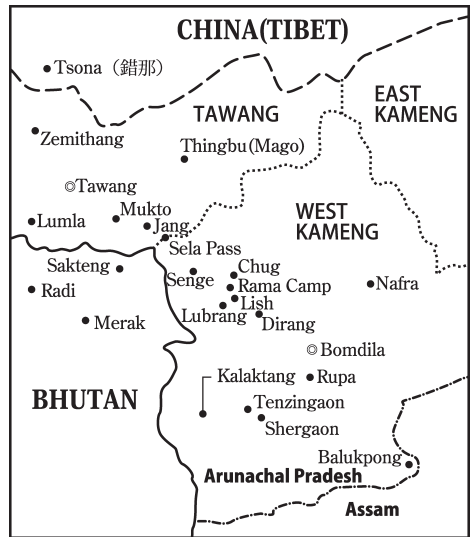 CHINA(TIBET)
Tsona（錯那）
TAWANG
EAST
KAMENG
Zemithang
Thingbu(Mago)
Tawang
WEST
KAMENG
Mukto
Lumla
Jang
Sela Pass
Sakteng
Chug
Senge
Nafra
Radi
Rama Camp
Lish
Lubrang
Merak
Dirang
Bomdila
Kalaktang
Rupa
BHUTAN
Tenzingaon
Shergaon
Balukpong
Arunachal Pradesh
Assam